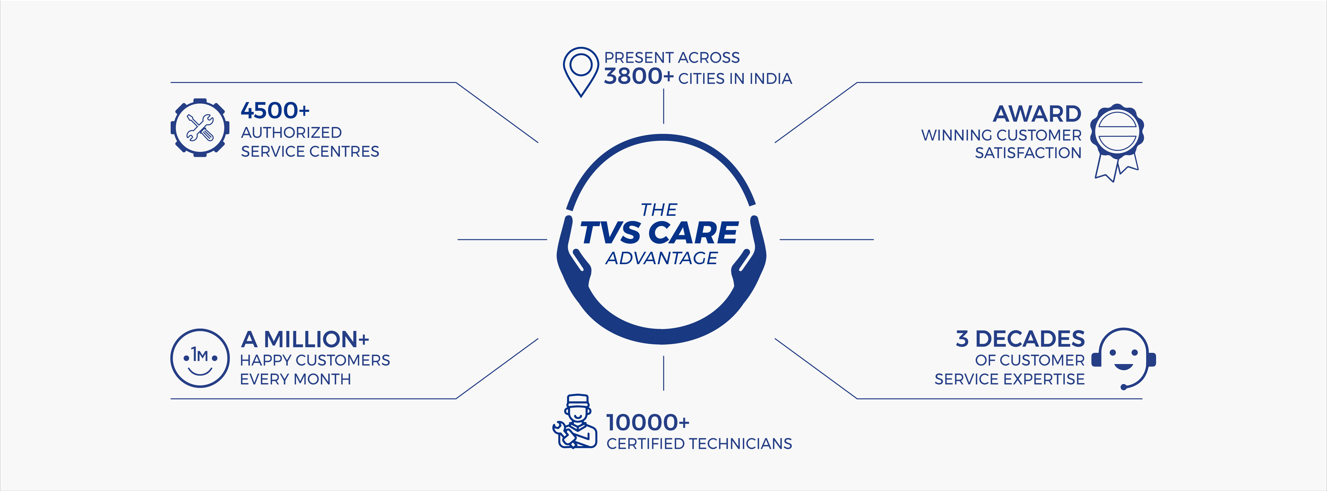 PRESENT ACROSS
3800+ CITIES IN INDIA
4500+
AUTHORIZED
SERVICE CENTRES
AWARD
WINNING CUSTOMER
SATISFACTION
THE
TVS CARE
ADVANTAGE
1M
A MILLION+
HAPPY CUSTOMERS
EVERY MONTH
3 DECADES
OF CUSTOMER
SERVICE EXPERTISE
10000+
CERTIFIED TECHNICIANS